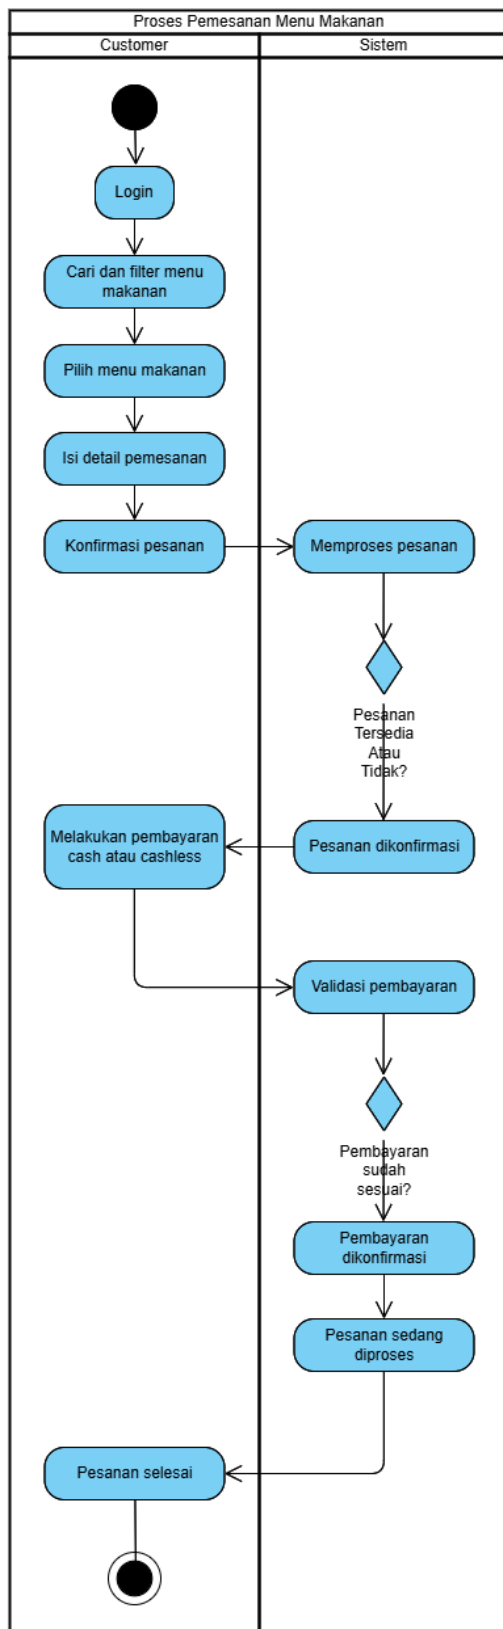 Proses Pemesanan Menu Makanan
Customer
Sistem
Login
Cari dan filter menu
makanan
Pilih menu makanan
Isi detail pemesanan
Konfirmasi pesanan
Memproses pesanan
Pesanan
Tersedia
Atau
Tidak?
Pesanan dikonfirmasi
Melakukan pembayaran
cash atau cashless
Validasi pembayaran
Pembayaran
sudah
sesuai?
Pembayaran
dikonfirmasi
Pesanan sedang
diproses
Pesanan selesai